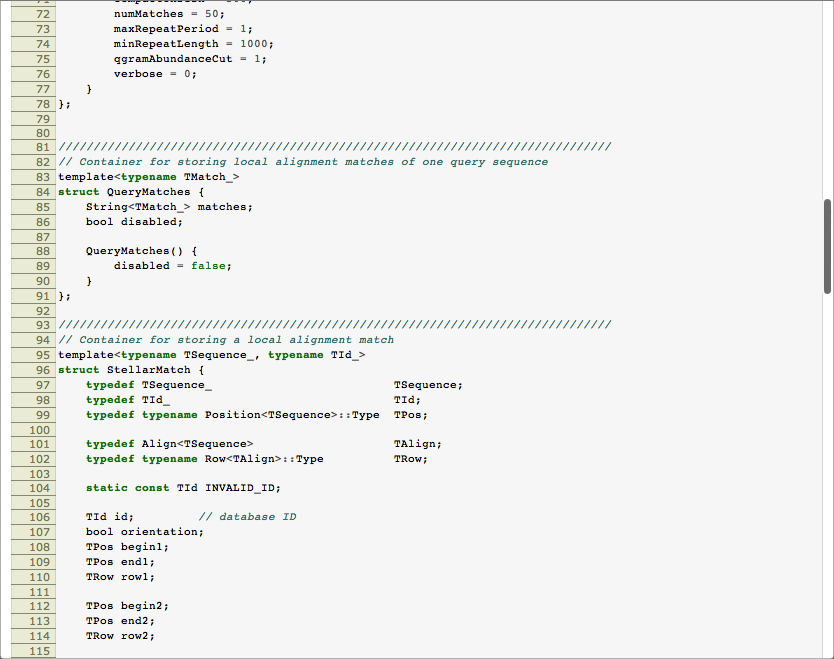 72 numMatches = 50;
73 maxRepeatPeriod = 1;
74 minRepeatLength = 1000;
75 qgramAbundanceCut = 1;
76 verbose = 0;
77 }
78 };
79
80
81 ///////////////////////////////////////////////////////////////////////////////
82 // Container for storing local alignment matches of one query sequence
83 template<typename TMatch_>
84 struct QueryMatches {
85 String<TMatch_> matches;
86 bool disabled;
87
88 QueryMatches() {
89 disabled = false;
90 }
91 };
92
93 ///////////////////////////////////////////////////////////////////////////////
94 // Container for storing a local alignment match
95 template<typename TSequence_, typename TId_>
96 struct StellarMatch {
97 typedef TSequence_ TSequence;
98 typedef TId_ TId;
99 typedef typename Position<TSequence>::Type TPos;
100
101 typedef Align<TSequence> TAlign;
102 typedef typename Row<TAlign>::Type TRow;
103
104 static const TId INVALID_ID;
105
106 TId id; // database ID
107 bool orientation;
108 TPos begin1;
109 TPos end1;
110 TRow row1;
111
112 TPos begin2;
113 TPos end2;
114 TRow row2;
115